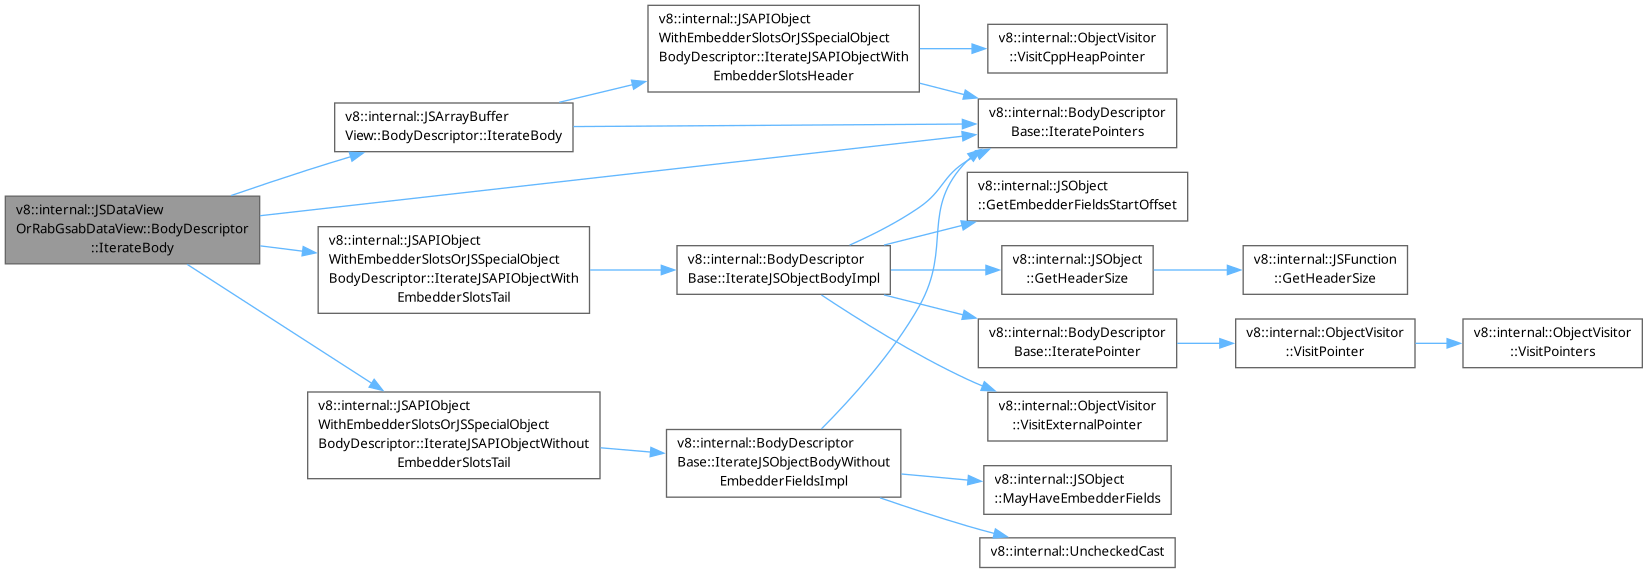 v8::internal::JSDataView
OrRabGsabDataView::BodyDescriptor
::IterateBody
v8::internal::JSArrayBuffer
View::BodyDescriptor::IterateBody
v8::internal::JSAPIObject
WithEmbedderSlotsOrJSSpecialObject
BodyDescriptor::IterateJSAPIObjectWith
EmbedderSlotsHeader
v8::internal::ObjectVisitor
::VisitCppHeapPointer
v8::internal::BodyDescriptor
Base::IteratePointers
v8::internal::JSAPIObject
WithEmbedderSlotsOrJSSpecialObject
BodyDescriptor::IterateJSAPIObjectWith
EmbedderSlotsTail
v8::internal::BodyDescriptor
Base::IterateJSObjectBodyImpl
v8::internal::JSObject
::GetEmbedderFieldsStartOffset
v8::internal::JSObject
::GetHeaderSize
v8::internal::JSFunction
::GetHeaderSize
v8::internal::BodyDescriptor
Base::IteratePointer
v8::internal::ObjectVisitor
::VisitPointer
v8::internal::ObjectVisitor
::VisitPointers
v8::internal::ObjectVisitor
::VisitExternalPointer
v8::internal::JSAPIObject
WithEmbedderSlotsOrJSSpecialObject
BodyDescriptor::IterateJSAPIObjectWithout
EmbedderSlotsTail
v8::internal::BodyDescriptor
Base::IterateJSObjectBodyWithout
EmbedderFieldsImpl
v8::internal::JSObject
::MayHaveEmbedderFields
v8::internal::UncheckedCast